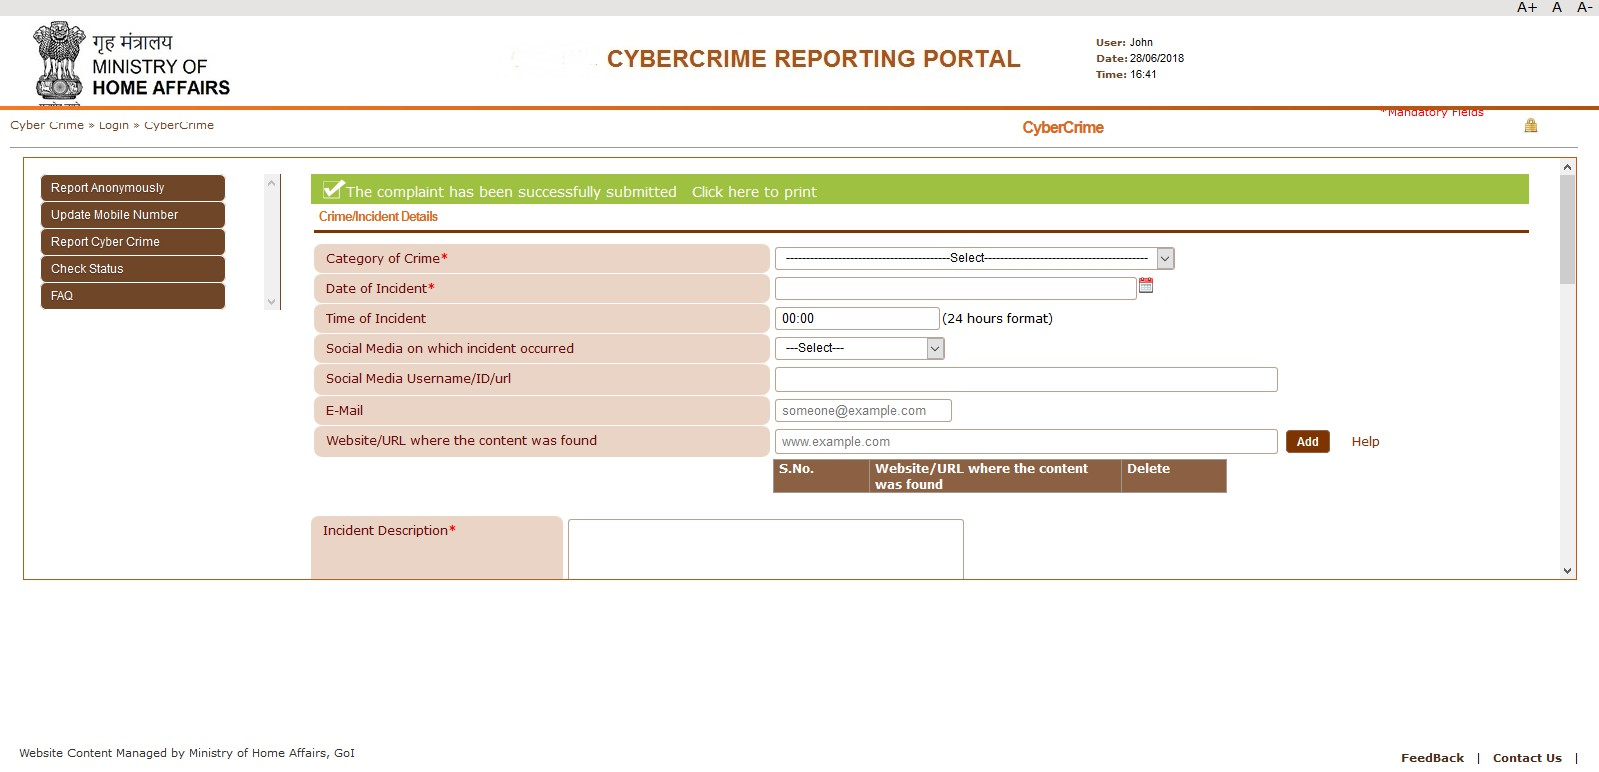 A+ A A-
गृह मंत्रालय
MINISTRY OF
HOME AFFAIRS
CYBERCRIME REPORTING PORTAL
User: John
Date: 28/06/2018
Time: 16:41
Cyber Crime » Login » CyberCrime
CyberCrime
*Mandatory Fields
Report Anonymously
Update Mobile Number
Report Cyber Crime
Check Status
FAQ
The complaint has been successfully submitted Click here to print
Crime/Incident Details
Category of Crime* ---Select---
Date of Incident*
Time of Incident 00:00 (24 hours format)
Social Media on which incident occurred ---Select---
Social Media Username/ID/url
E-Mail someone@example.com
Website/URL where the content was found www.example.com Add Help
S.No. Website/URL where the content was found Delete
Incident Description*
Website Content Managed by Ministry of Home Affairs, GoI
FeedBack | Contact Us |